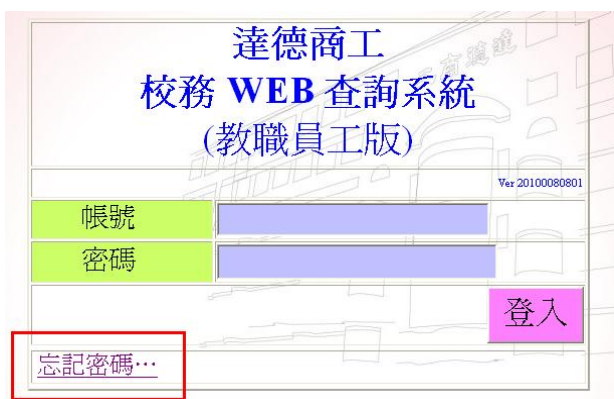 達德商工
校務 WEB 查詢系統
(教職員工版)
Ver 20100080801
帳號
密碼
登入
忘記密碼…